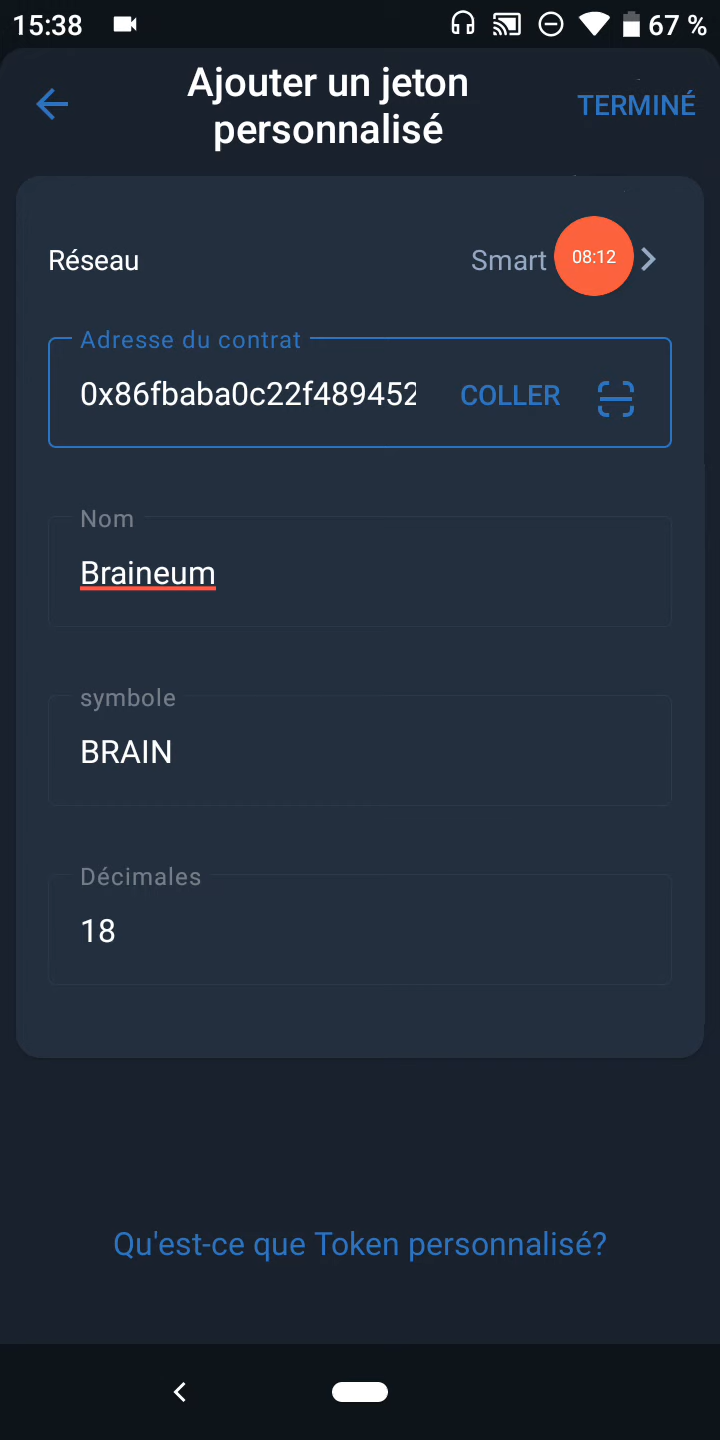 15:38 67 %
Ajouter un jeton
personnalisé
TERMINÉ
Réseau Smart 08:12
Adresse du contrat
0x86fbaba0c22f489452 COLLER
Nom
Braineum
symbole
BRAIN
Décimales
18
Qu'est-ce que Token personnalisé?